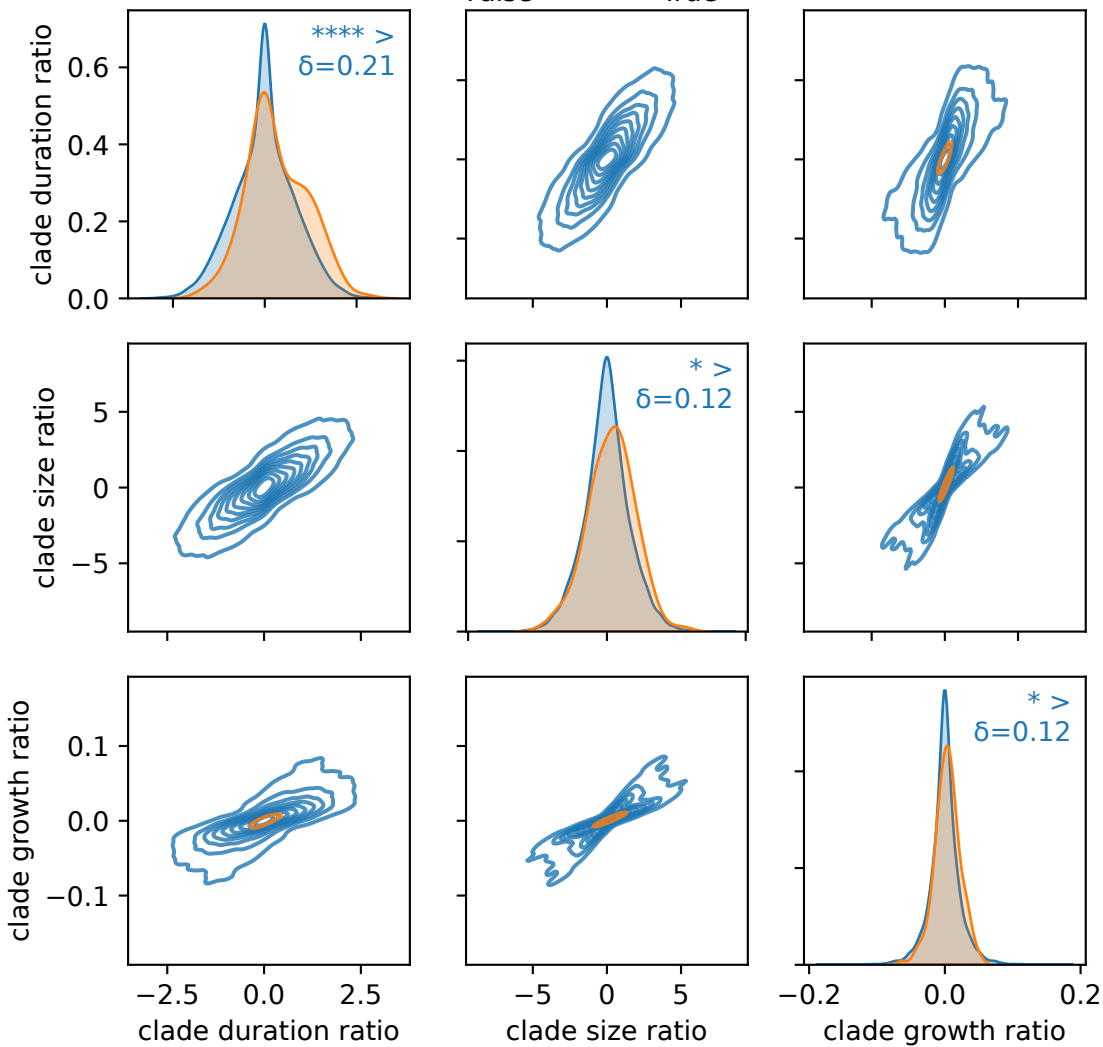 **** >
δ=0.21
clade duration ratio
0.6
0.4
0.2
0.0
* >
δ=0.12
clade size ratio
5
0
−5
* >
δ=0.12
clade growth ratio
0.1
0.0
−0.1
−2.5 0.0 2.5 −5 0 5 −0.2 0.0 0.2
clade duration ratio clade size ratio clade growth ratio